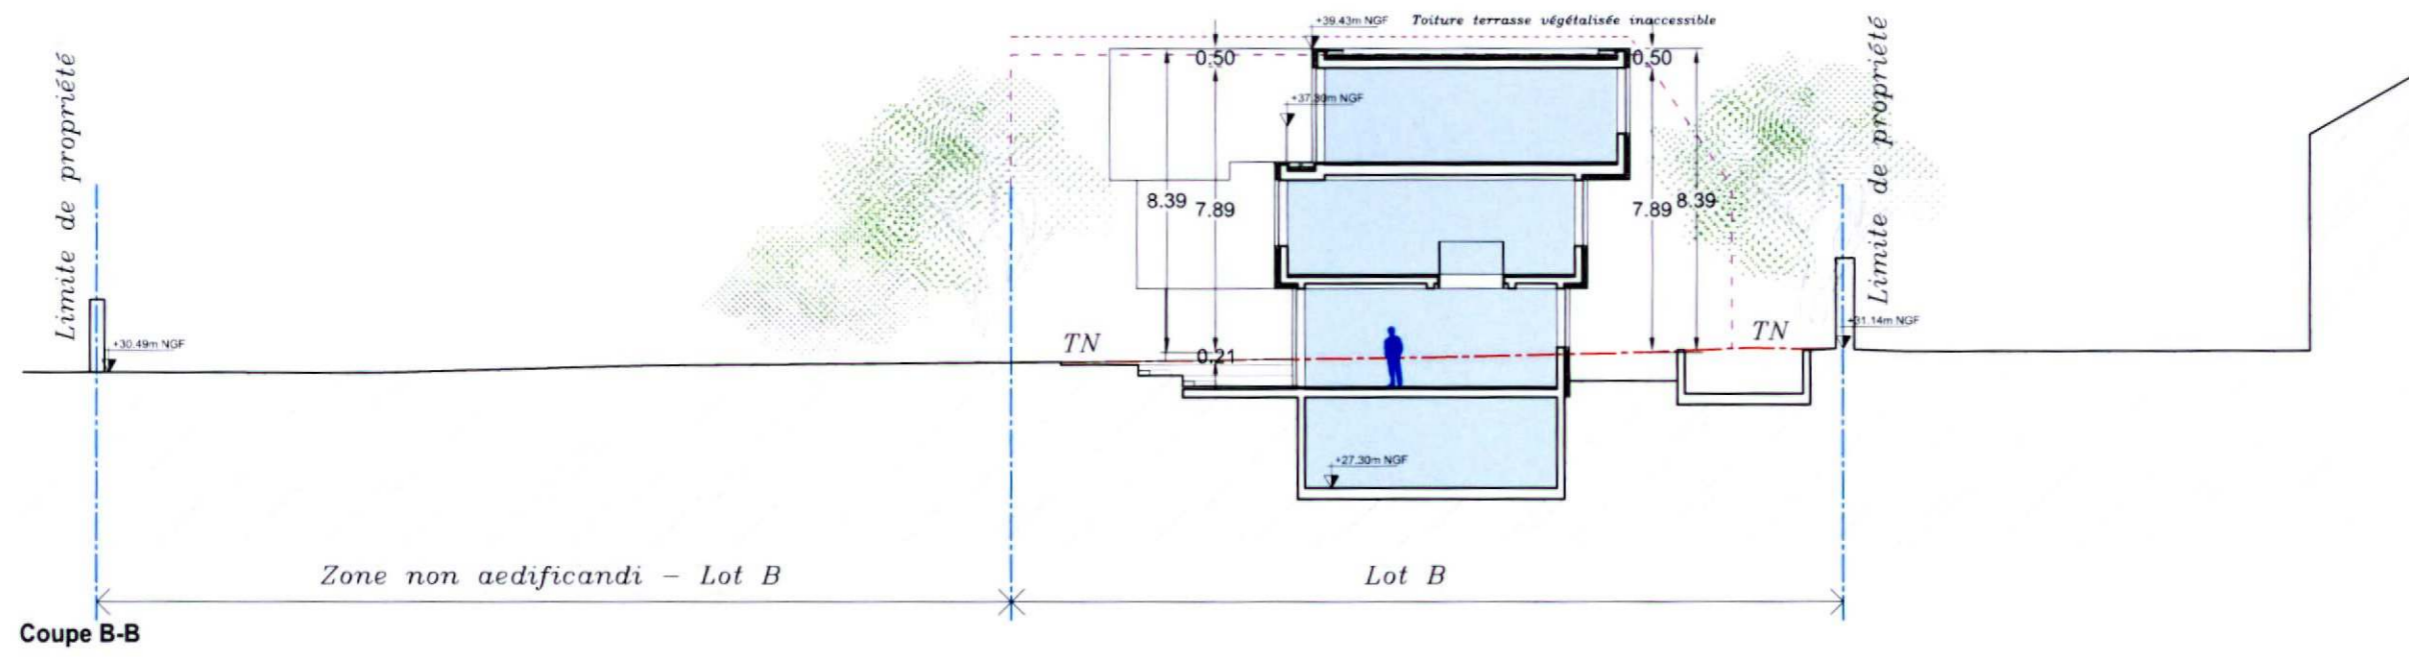 +39.43m NGF Toiture terrasse végétalisée inaccessible
Limite de propriété
0.50
0.50
Limite de propriété
+37.30m NGF
8.39
7.89
7.89
8.39
TN
TN
+31.14m NGF
+30.49m NGF
0.21
+27.30m NGF
Zone non aedificandi – Lot B
Lot B
Coupe B-B